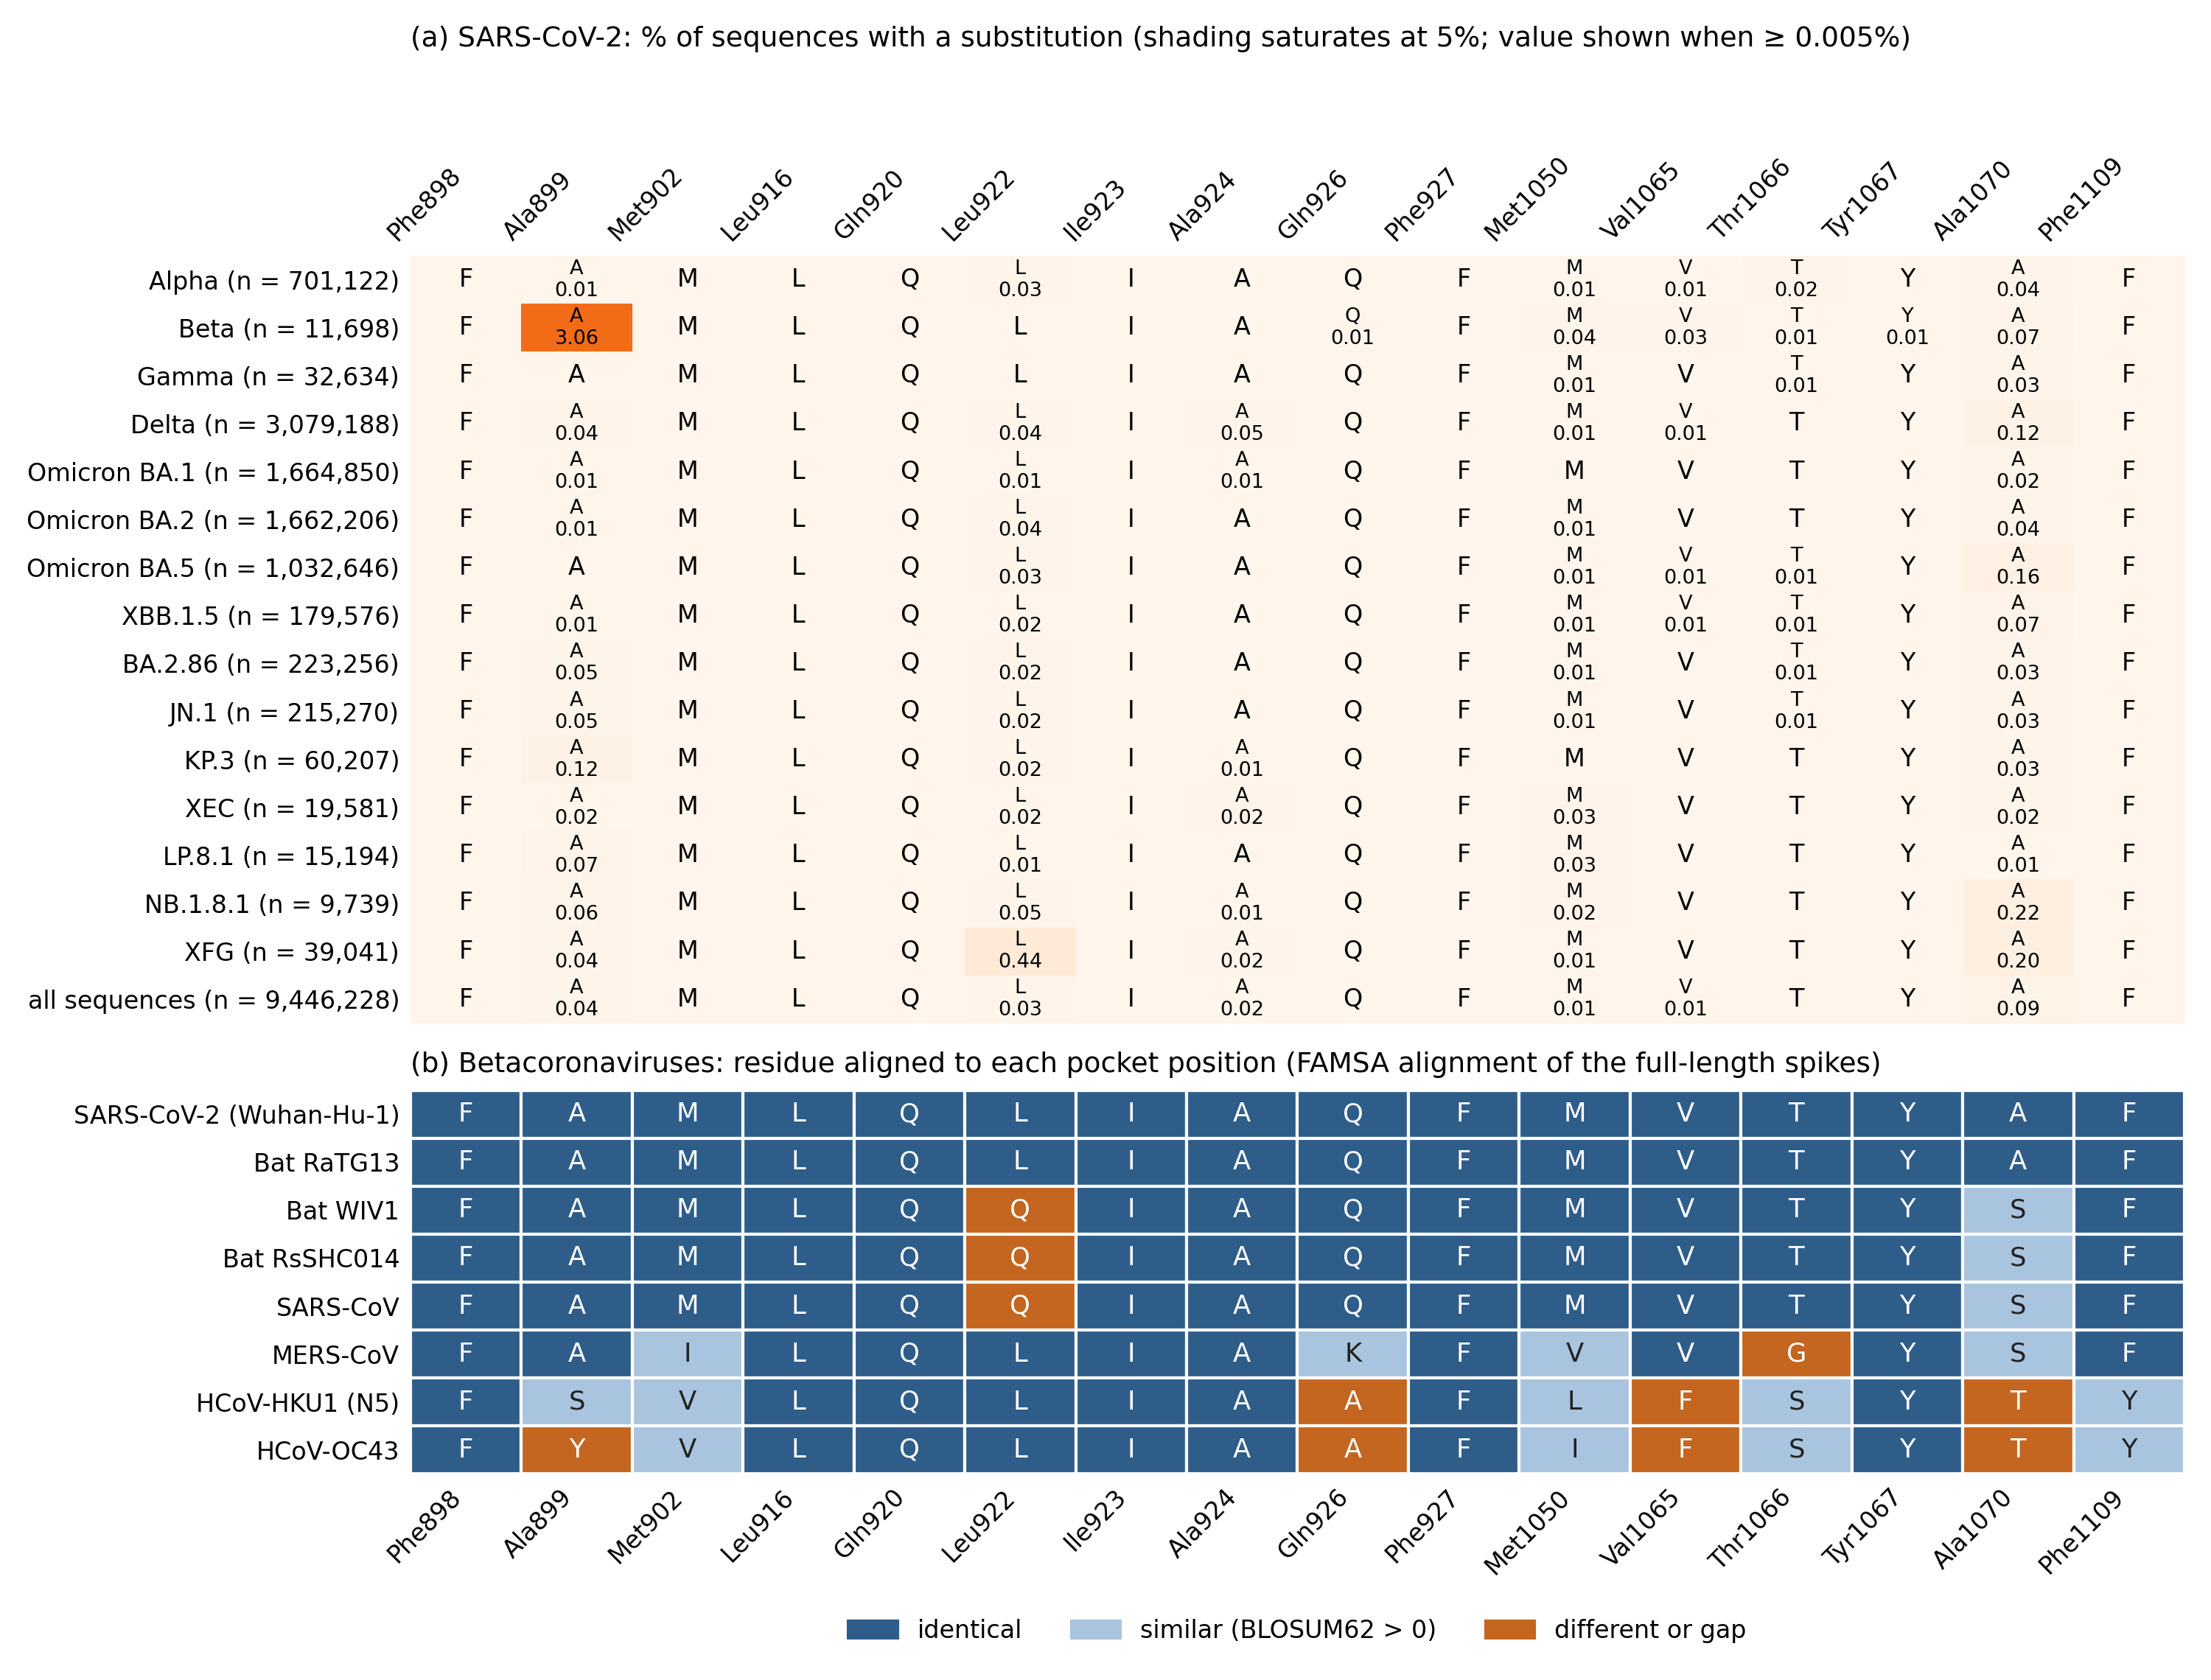 (a) SARS-CoV-2: % of sequences with a substitution (shading saturates at 5%; value shown when ≥ 0.005%)
Phe898 Ala899 Met902 Leu916 Gln920 Leu922 Ile923 Ala924 Gln926 Phe927 Met1050 Val1065 Thr1066 Tyr1067 Ala1070 Phe1109
Alpha (n = 701,122) F A 0.01 M L Q L 0.03 I A Q F M 0.01 V 0.01 T 0.02 Y A 0.04 F
Beta (n = 11,698) F A 3.06 M L Q L I A Q 0.01 F M 0.04 V 0.03 T 0.01 Y 0.01 A 0.07 F
Gamma (n = 32,634) F A M L Q L I A Q F M 0.01 V T 0.01 Y A 0.03 F
Delta (n = 3,079,188) F A 0.04 M L Q L 0.04 I A 0.05 Q F M 0.01 V 0.01 T Y A 0.12 F
Omicron BA.1 (n = 1,664,850) F A 0.01 M L Q L 0.01 I A 0.01 Q F M V T Y A 0.02 F
Omicron BA.2 (n = 1,662,206) F A 0.01 M L Q L 0.04 I A Q F M 0.01 V T Y A 0.04 F
Omicron BA.5 (n = 1,032,646) F A M L Q L 0.03 I A Q F M 0.01 V 0.01 T 0.01 Y A 0.16 F
XBB.1.5 (n = 179,576) F A 0.01 M L Q L 0.02 I A Q F M 0.01 V 0.01 T 0.01 Y A 0.07 F
BA.2.86 (n = 223,256) F A 0.05 M L Q L 0.02 I A Q F M 0.01 V T 0.01 Y A 0.03 F
JN.1 (n = 215,270) F A 0.05 M L Q L 0.02 I A Q F M 0.01 V T 0.01 Y A 0.03 F
KP.3 (n = 60,207) F A 0.12 M L Q L 0.02 I A 0.01 Q F M V T Y A 0.03 F
XEC (n = 19,581) F A 0.02 M L Q L 0.02 I A 0.02 Q F M 0.03 V T Y A 0.02 F
LP.8.1 (n = 15,194) F A 0.07 M L Q L 0.01 I A Q F M 0.03 V T Y A 0.01 F
NB.1.8.1 (n = 9,739) F A 0.06 M L Q L 0.05 I A 0.01 Q F M 0.02 V T Y A 0.22 F
XFG (n = 39,041) F A 0.04 M L Q L 0.44 I A 0.02 Q F M 0.01 V T Y A 0.20 F
all sequences (n = 9,446,228) F A 0.04 M L Q L 0.03 I A 0.02 Q F M 0.01 V 0.01 T Y A 0.09 F
(b) Betacoronaviruses: residue aligned to each pocket position (FAMSA alignment of the full-length spikes)
SARS-CoV-2 (Wuhan-Hu-1) F A M L Q L I A Q F M V T Y A F
Bat RaTG13 F A M L Q L I A Q F M V T Y A F
Bat WIV1 F A M L Q Q I A Q F M V T Y S F
Bat RsSHC014 F A M L Q Q I A Q F M V T Y S F
SARS-CoV F A M L Q Q I A Q F M V T Y S F
MERS-CoV F A I L Q L I A K F V V G Y S F
HCoV-HKU1 (N5) F S V L Q L I A A F L F S Y T Y
HCoV-OC43 F Y V L Q L I A A F I F S Y T Y
Phe898 Ala899 Met902 Leu916 Gln920 Leu922 Ile923 Ala924 Gln926 Phe927 Met1050 Val1065 Thr1066 Tyr1067 Ala1070 Phe1109
identical similar (BLOSUM62 > 0) different or gap